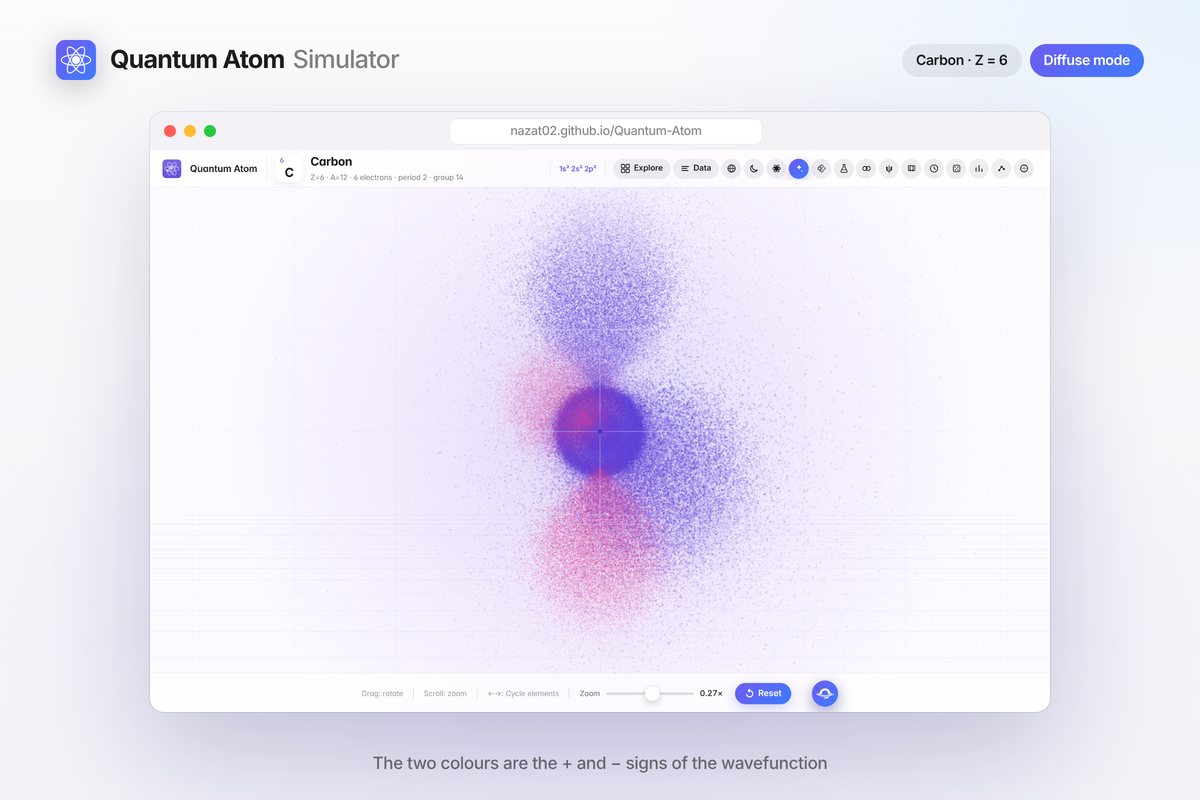 Quantum Atom Simulator
Carbon · Z = 6
Diffuse mode
nazat02.github.io/Quantum-Atom
Quantum Atom
6
C
Carbon
Z=6 · A=12 · 6 electrons · period 2 · group 14
1s² 2s² 2p²
Explore
Data
Drag: rotate
Scroll: zoom
←→: Cycle elements
Zoom
0.27×
Reset
The two colours are the + and − signs of the wavefunction